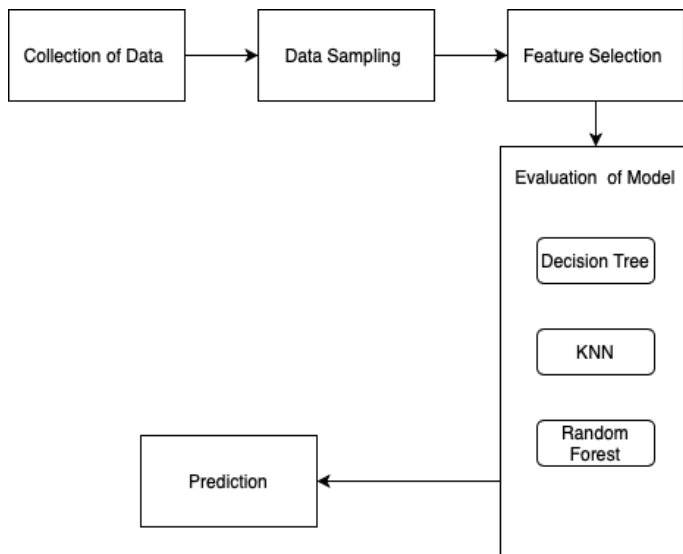 Collection of Data
Data Sampling
Feature Selection
Evaluation of Model
Decision Tree
KNN
Random
Forest
Prediction